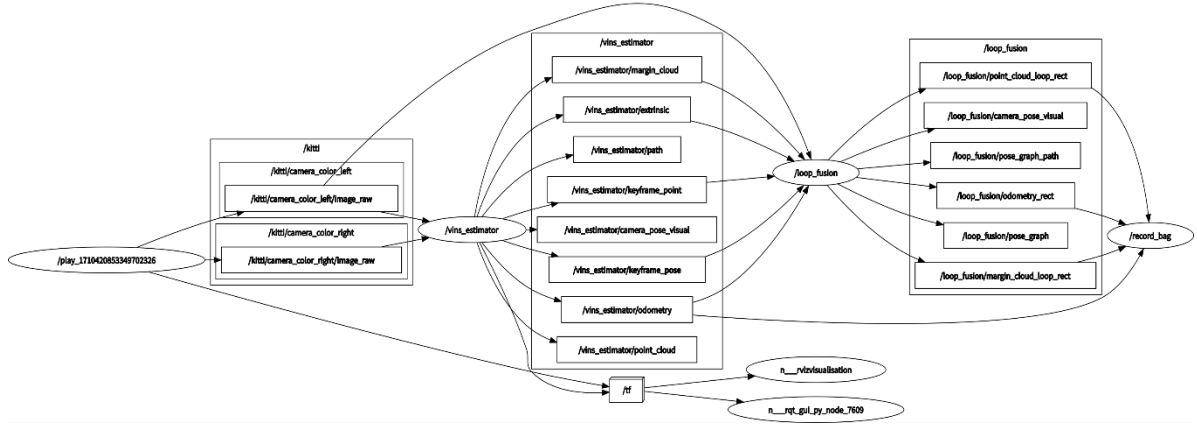 /vins_estimator
/loop_fusion
/vins_estimator/margin_cloud
/loop_fusion/point_cloud_loop_rect
/vins_estimator/extrinsic
/loop_fusion/camera_pose_visual
/kitti
/vins_estimator/path
/loop_fusion/pose_graph_path
/kitti/camera_color_left
/loop_fusion
/kitti/camera_color_left/image_raw
/vins_estimator/keyframe_point
/loop_fusion/odometry_rect
/kitti/camera_color_right
/vins_estimator
/vins_estimator/camera_pose_visual
/loop_fusion/pose_graph
/record_bag
/play_1710420853349702326
/kitti/camera_color_right/image_raw
/vins_estimator/keyframe_pose
/loop_fusion/margin_cloud_loop_rect
/vins_estimator/odometry
/vins_estimator/point_cloud
n___rvizvisualisation
/tf
n___rqt_gui_py_node_7609